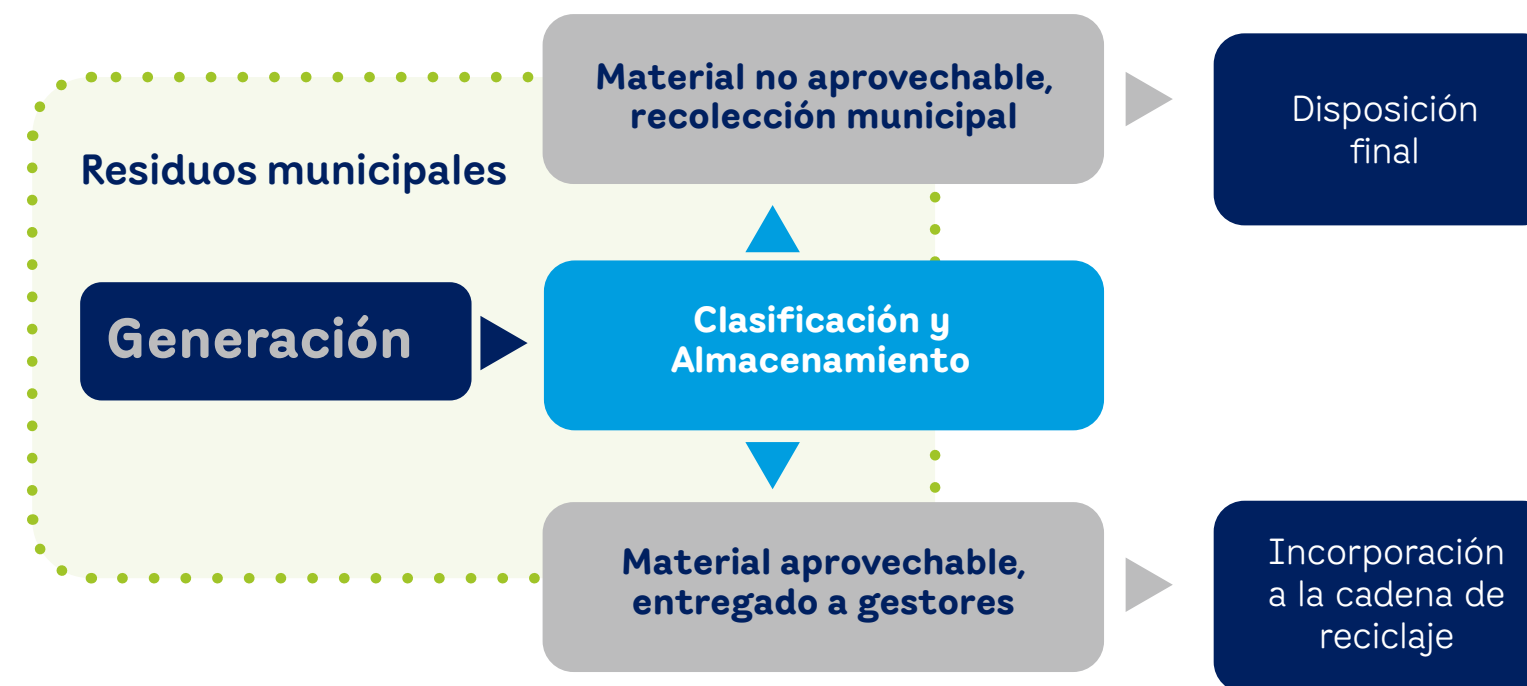 Material no aprovechable,
recolección municipal
Disposición
final
Residuos municipales
Generación
Clasificación y
Almacenamiento
Material aprovechable,
entregado a gestores
Incorporación
a la cadena de
reciclaje